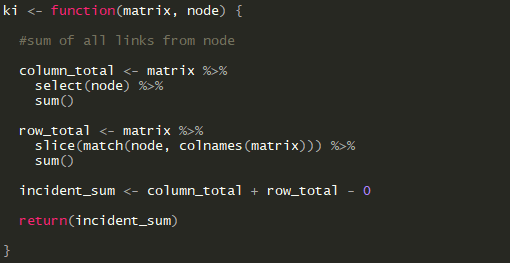 ki <- function(matrix, node) {
#sum of all links from node
column_total <- matrix %>%
select(node) %>%
sum()
row_total <- matrix %>%
slice(match(node, colnames(matrix))) %>%
sum()
incident_sum <- column_total + row_total - 0
return(incident_sum)
}